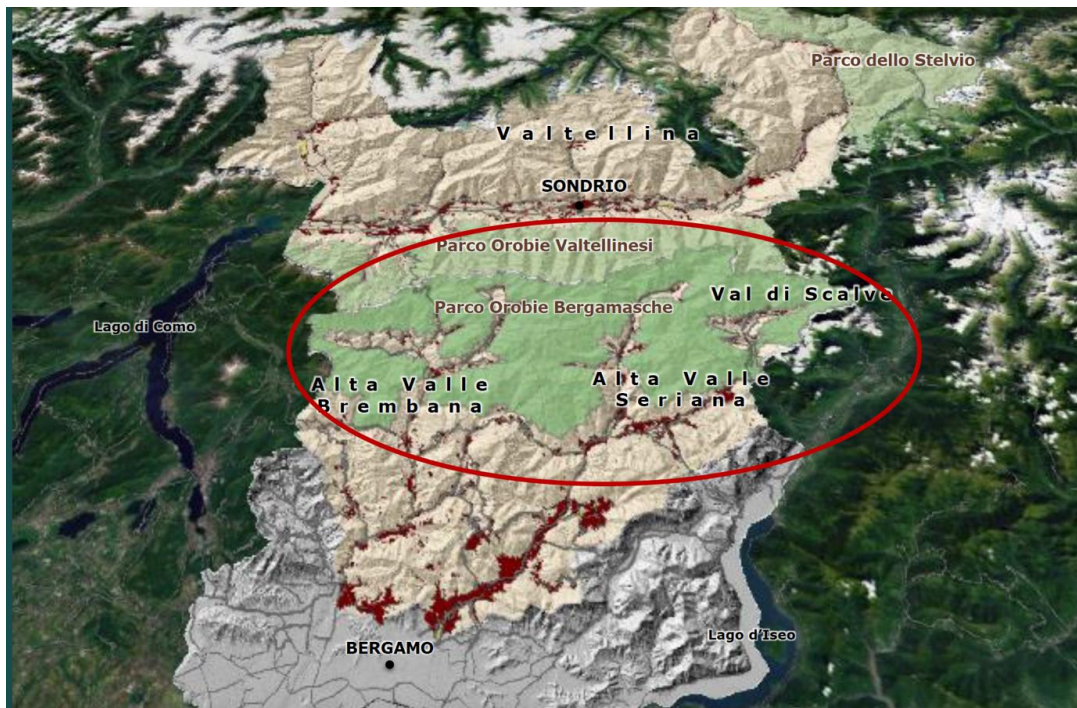 Parco dello Stelvio
Valtellina
SONDRIO
Parco Orobie Valtellinesi
Val di Scalve
Parco Orobie Bergamasche
Lago di Como
Alta Valle
Brembana
Alta Valle
Seriana
Lago d'Iseo
BERGAMO